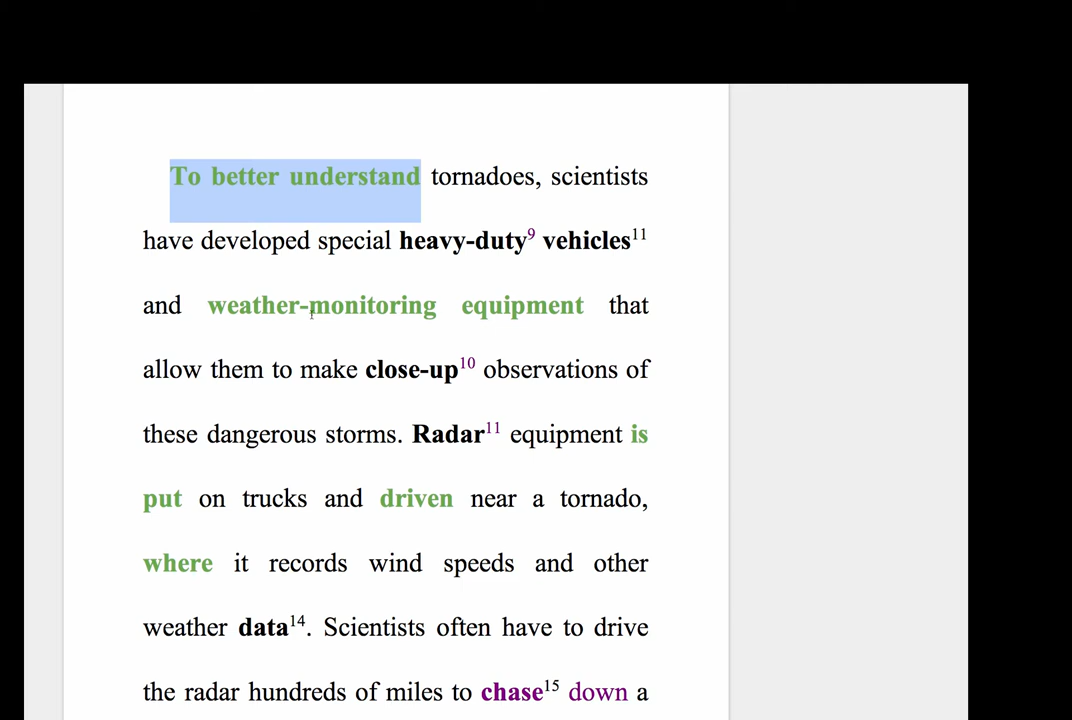 To better understand tornadoes, scientists
have developed special heavy-duty⁹ vehicles¹¹
and weather-monitoring equipment that
allow them to make close-up¹⁰ observations of
these dangerous storms. Radar¹¹ equipment is
put on trucks and driven near a tornado,
where it records wind speeds and other
weather data¹⁴. Scientists often have to drive
the radar hundreds of miles to chase¹⁵ down a